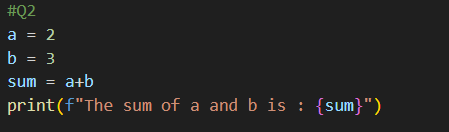 #Q2
a = 2
b = 3
sum = a+b
print(f"The sum of a and b is : {sum}")